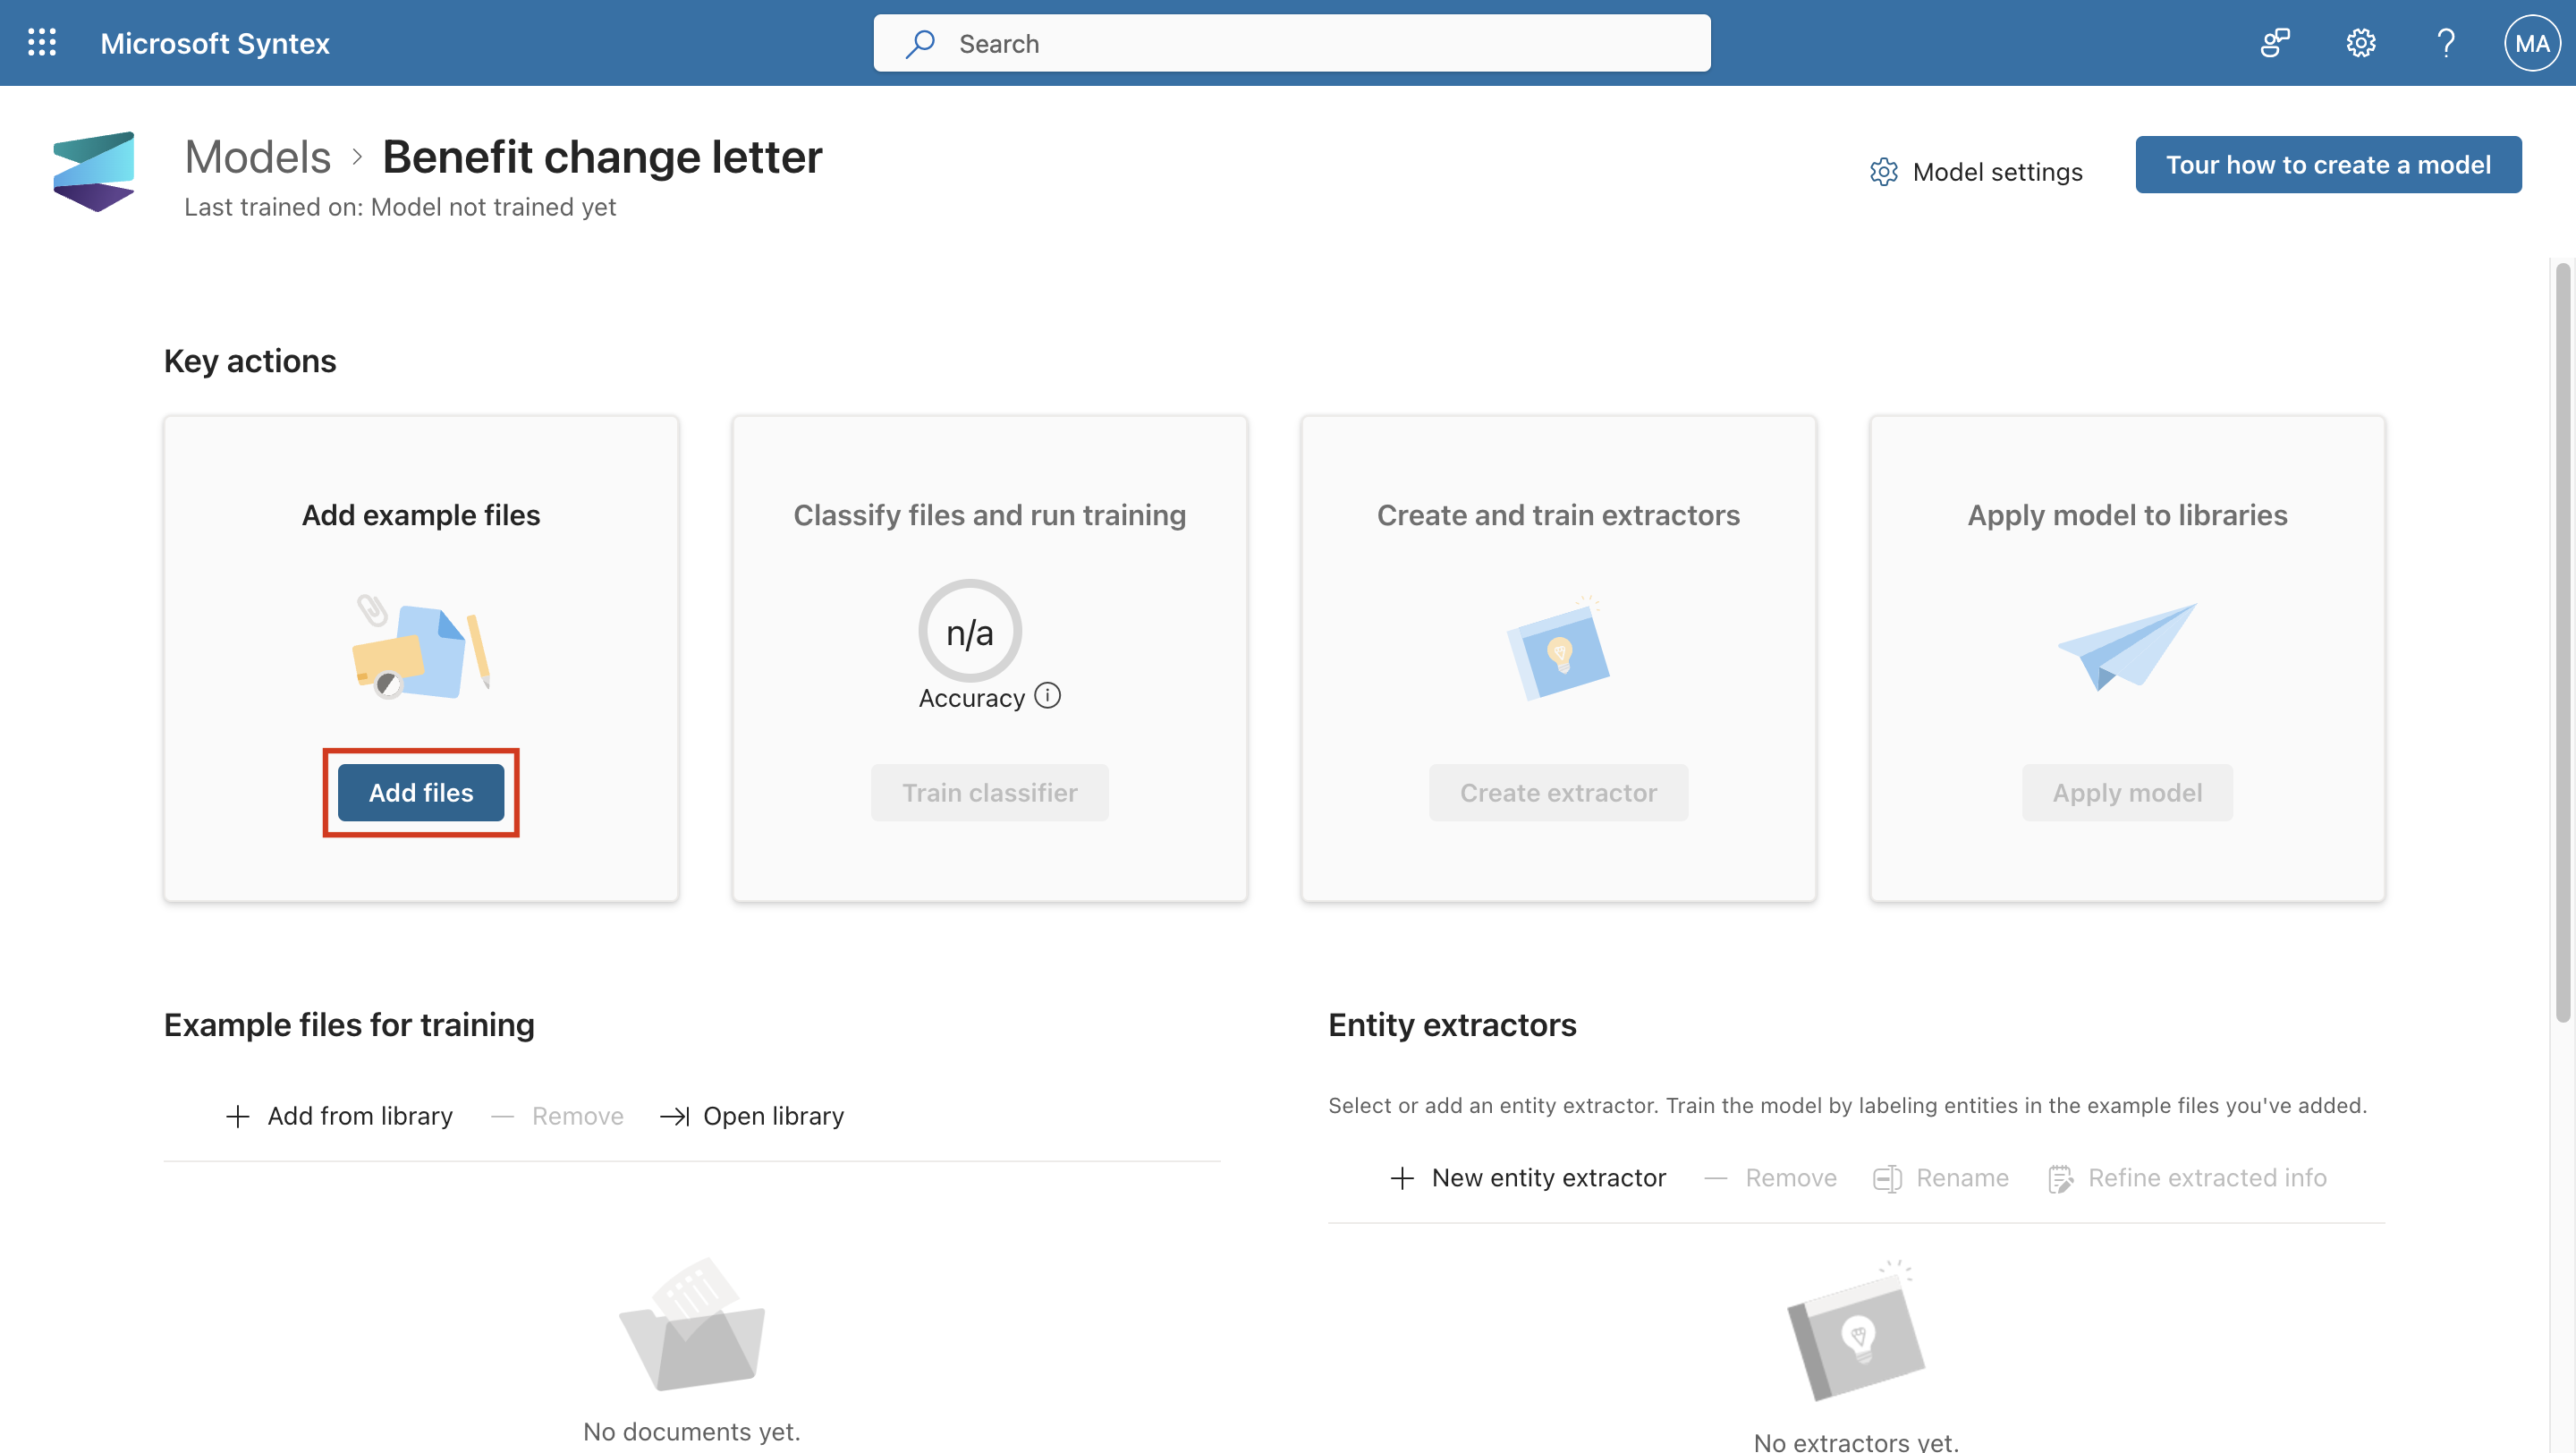 Microsoft Syntex
Search
MA
Models > Benefit change letter
Last trained on: Model not trained yet
Model settings
Tour how to create a model
Key actions
Add example files
Add files
Classify files and run training
n/a
Accuracy
Train classifier
Create and train extractors
Create extractor
Apply model to libraries
Apply model
Example files for training
Add from library
Remove
Open library
No documents yet.
Entity extractors
Select or add an entity extractor. Train the model by labeling entities in the example files you've added.
New entity extractor
Remove
Rename
Refine extracted info
No extractors yet.